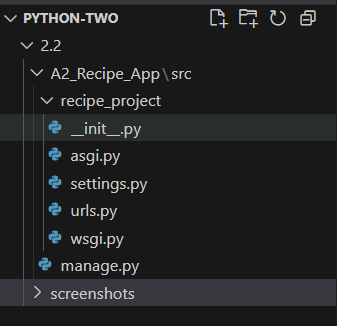 PYTHON-TWO
2.2
A2_Recipe_App\src
recipe_project
__init__.py
asgi.py
settings.py
urls.py
wsgi.py
manage.py
screenshots